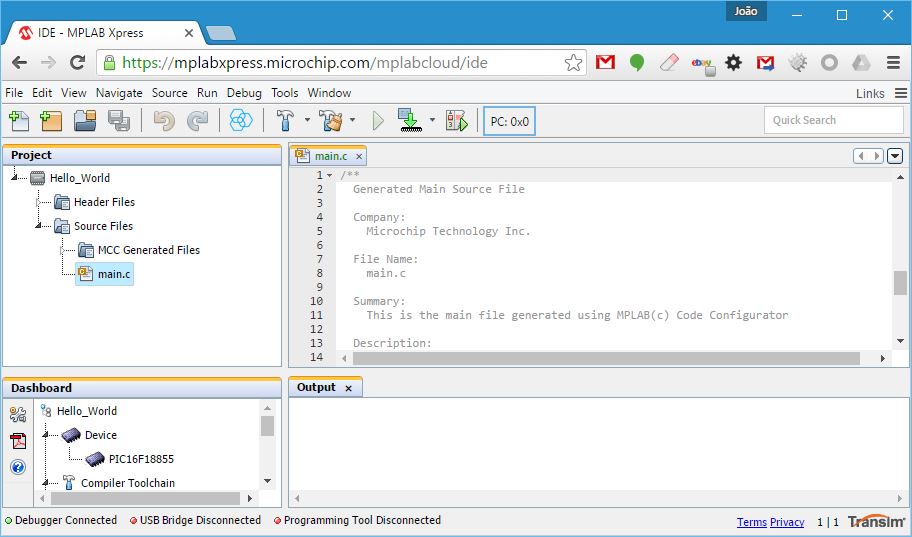 João
IDE - MPLAB Xpress
https://mplabxpress.microchip.com/mplabcloud/ide
File Edit View Navigate Source Run Debug Tools Window
Links
PC: 0x0
Quick Search
Project
Hello_World
Header Files
Source Files
MCC Generated Files
main.c
main.c
1 /**
2 Generated Main Source File
3
4 Company:
5 Microchip Technology Inc.
6
7 File Name:
8 main.c
9
10 Summary:
11 This is the main file generated using MPLAB(c) Code Configurator
12
13 Description:
14
Dashboard
Hello_World
Device
PIC16F18855
Compiler Toolchain
Output
Debugger Connected USB Bridge Disconnected Programming Tool Disconnected
Terms Privacy 1 | 1 Transim